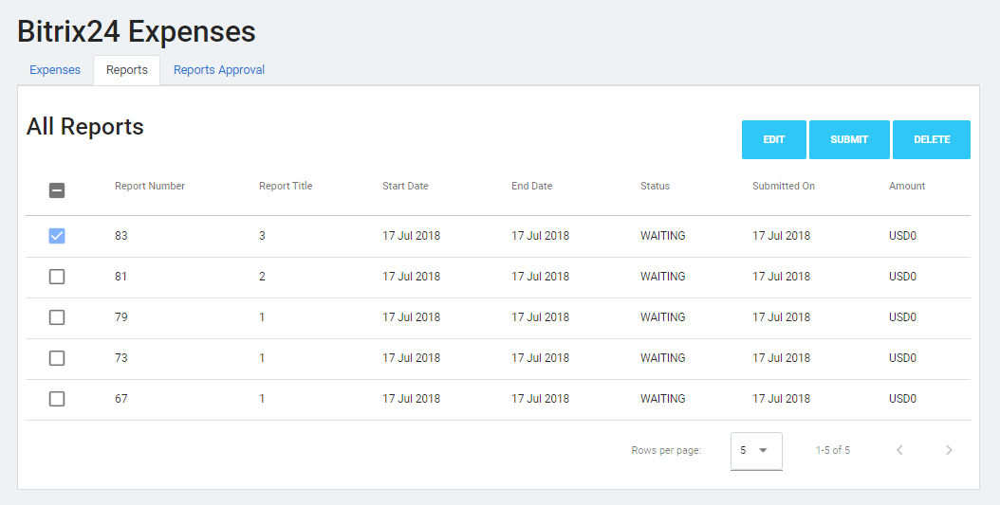 Bitrix24 Expenses
Expenses Reports Reports Approval
All Reports
EDIT SUBMIT DELETE
Report Number Report Title Start Date End Date Status Submitted On Amount
83 3 17 Jul 2018 17 Jul 2018 WAITING 17 Jul 2018 USD0
81 2 17 Jul 2018 17 Jul 2018 WAITING 17 Jul 2018 USD0
79 1 17 Jul 2018 17 Jul 2018 WAITING 17 Jul 2018 USD0
73 1 17 Jul 2018 17 Jul 2018 WAITING 17 Jul 2018 USD0
67 1 17 Jul 2018 17 Jul 2018 WAITING 17 Jul 2018 USD0
Rows per page: 5 1-5 of 5